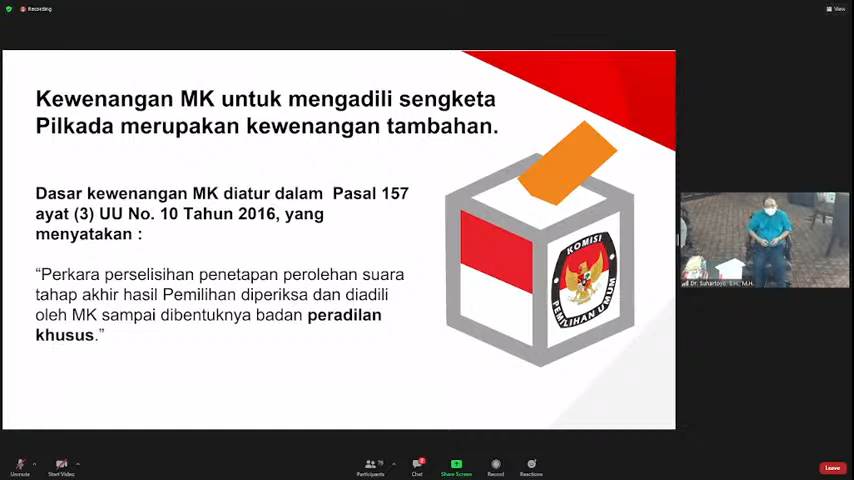 Recording
View
Kewenangan MK untuk mengadili sengketa
Pilkada merupakan kewenangan tambahan.
Dasar kewenangan MK diatur dalam Pasal 157
ayat (3) UU No. 10 Tahun 2016, yang
menyatakan :
“Perkara perselisihan penetapan perolehan suara
tahap akhir hasil Pemilihan diperiksa dan diadili
oleh MK sampai dibentuknya badan peradilan
khusus.”
KOMISI
PEMILIHAN UMUM
Dr. Suhartoyo, S.H., M.H.
Unmute
Start Video
Participants
79
Chat
Share Screen
Record
Reactions
Leave